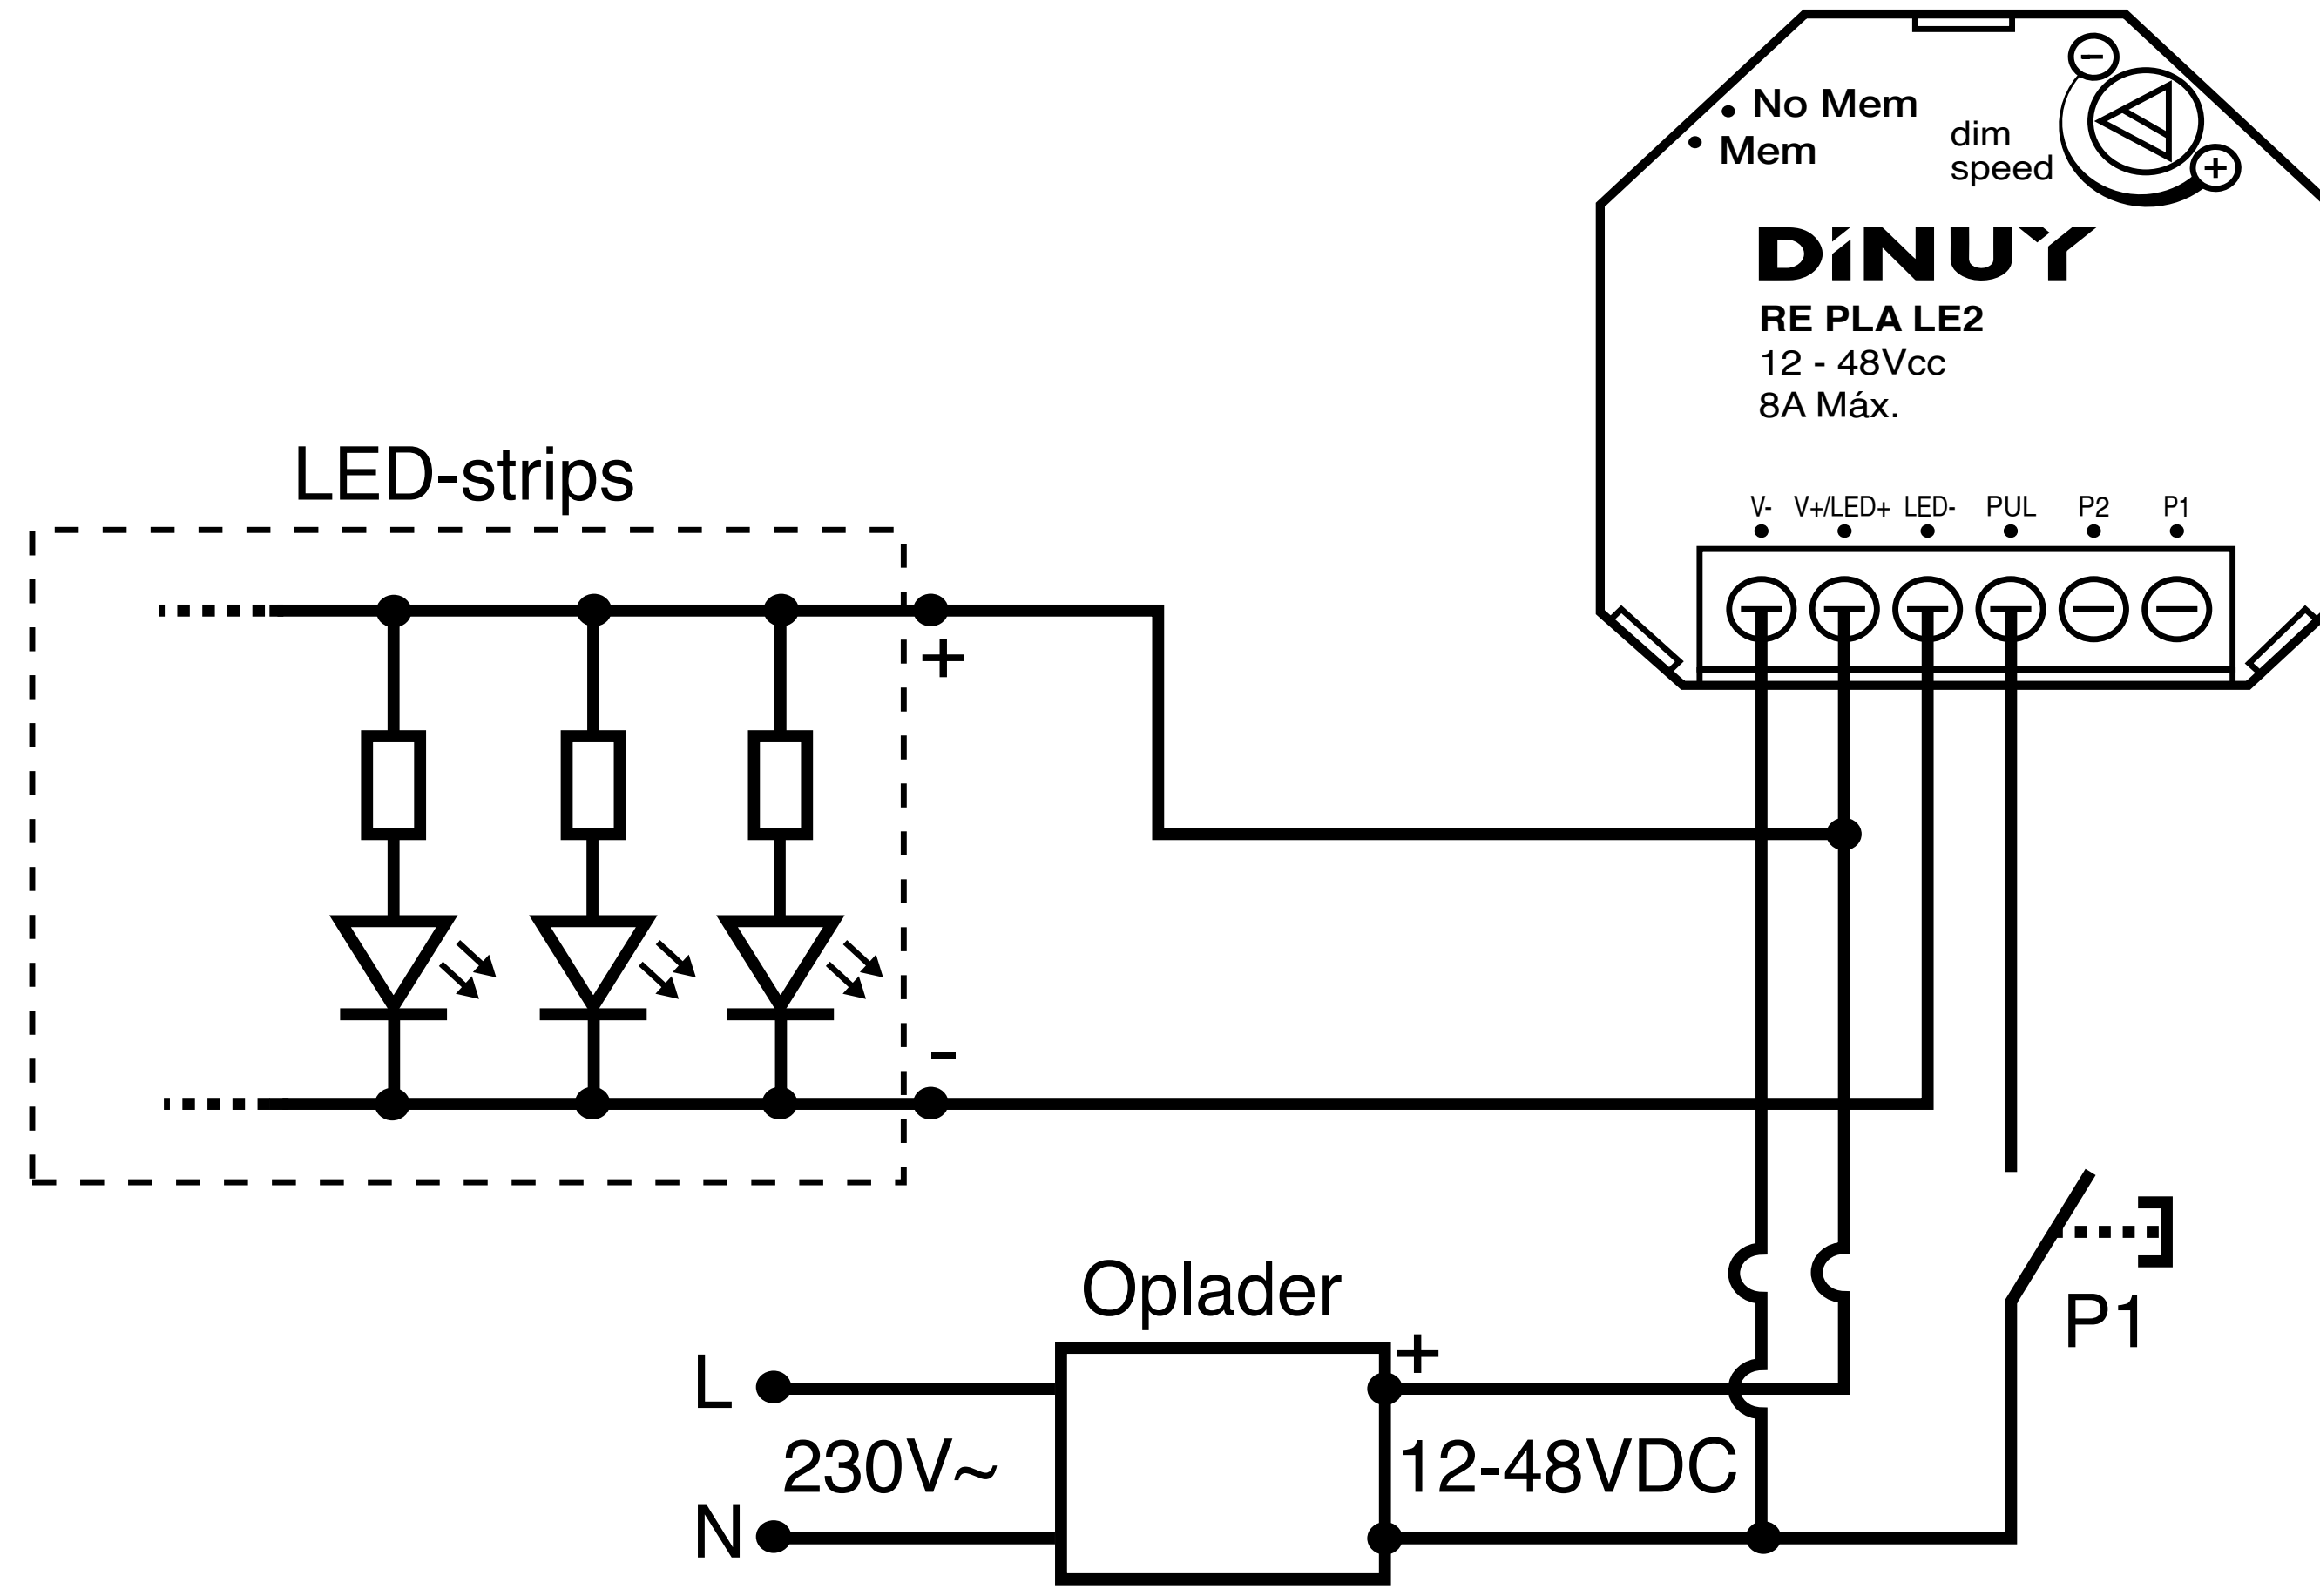 No Mem
Mem
dim
speed
−
+
DiNUY
RE PLA LE2
12 - 48Vcc
8A Máx.
V- V+/LED+ LED- PUL P2 P1
LED-strips
+
-
P1
Oplader
+
L
230V~
12-48VDC
N